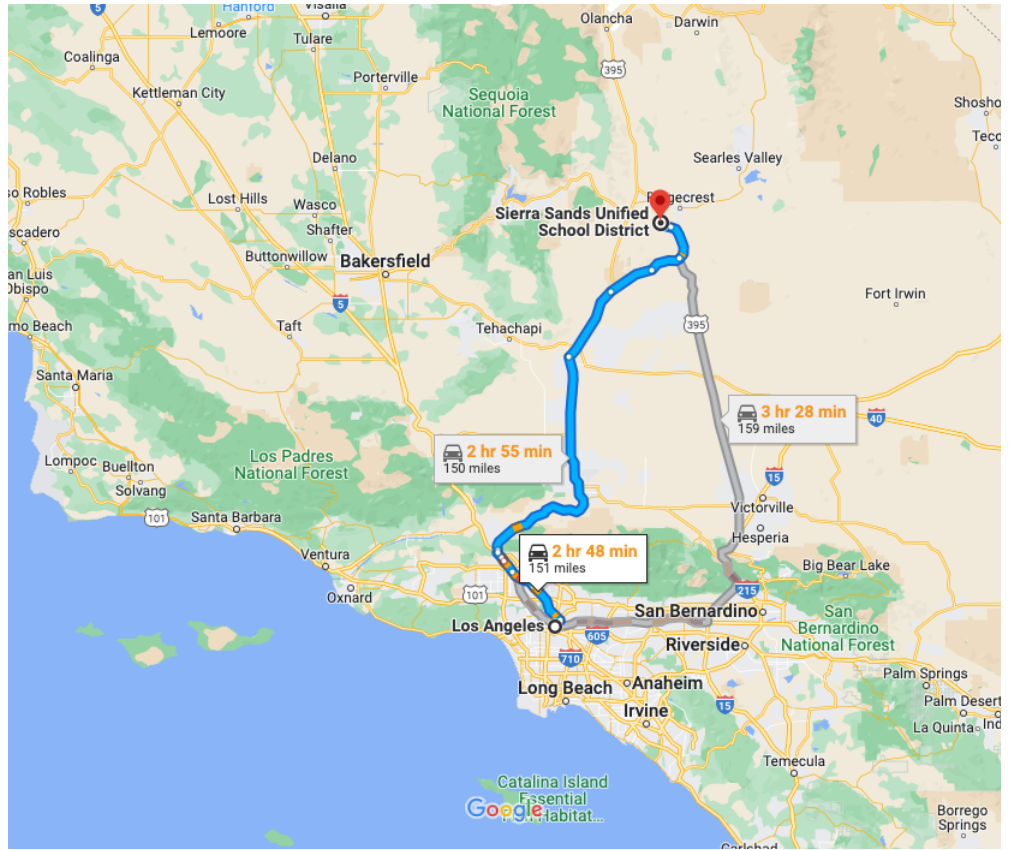 Hanford
Visalia
Olancha
Darwin
Lemoore
Tulare
Coalinga
395
Porterville
Kettleman City
Sequoia
National Forest
Shosho
Teco
Delano
Searles Valley
so Robles
Lost Hills
Wasco
Shafter
Sierra Sands Unified
School District
scadero
Buttonwillow
Bakersfield
an Luis
Obispo
5
Fort Irwin
mo Beach
Taft
Tehachapi
395
Santa Maria
3 hr 28 min
159 miles
40
2 hr 55 min
150 miles
Los Padres
National Forest
Lompoc
Buellton
Solvang
15
Victorville
101
Santa Barbara
Hesperia
Ventura
2 hr 48 min
151 miles
Big Bear Lake
Oxnard
101
215
San Bernardino
Los Angeles
605
San
Bernardino
National Forest
Riverside
710
Palm Springs
Long Beach
Anaheim
Irvine
15
Palm Desert
La Quinta
Ind
Temecula
Catalina Island
Essential
Habitat...
Google
Borrego
Springs
Carlsbad